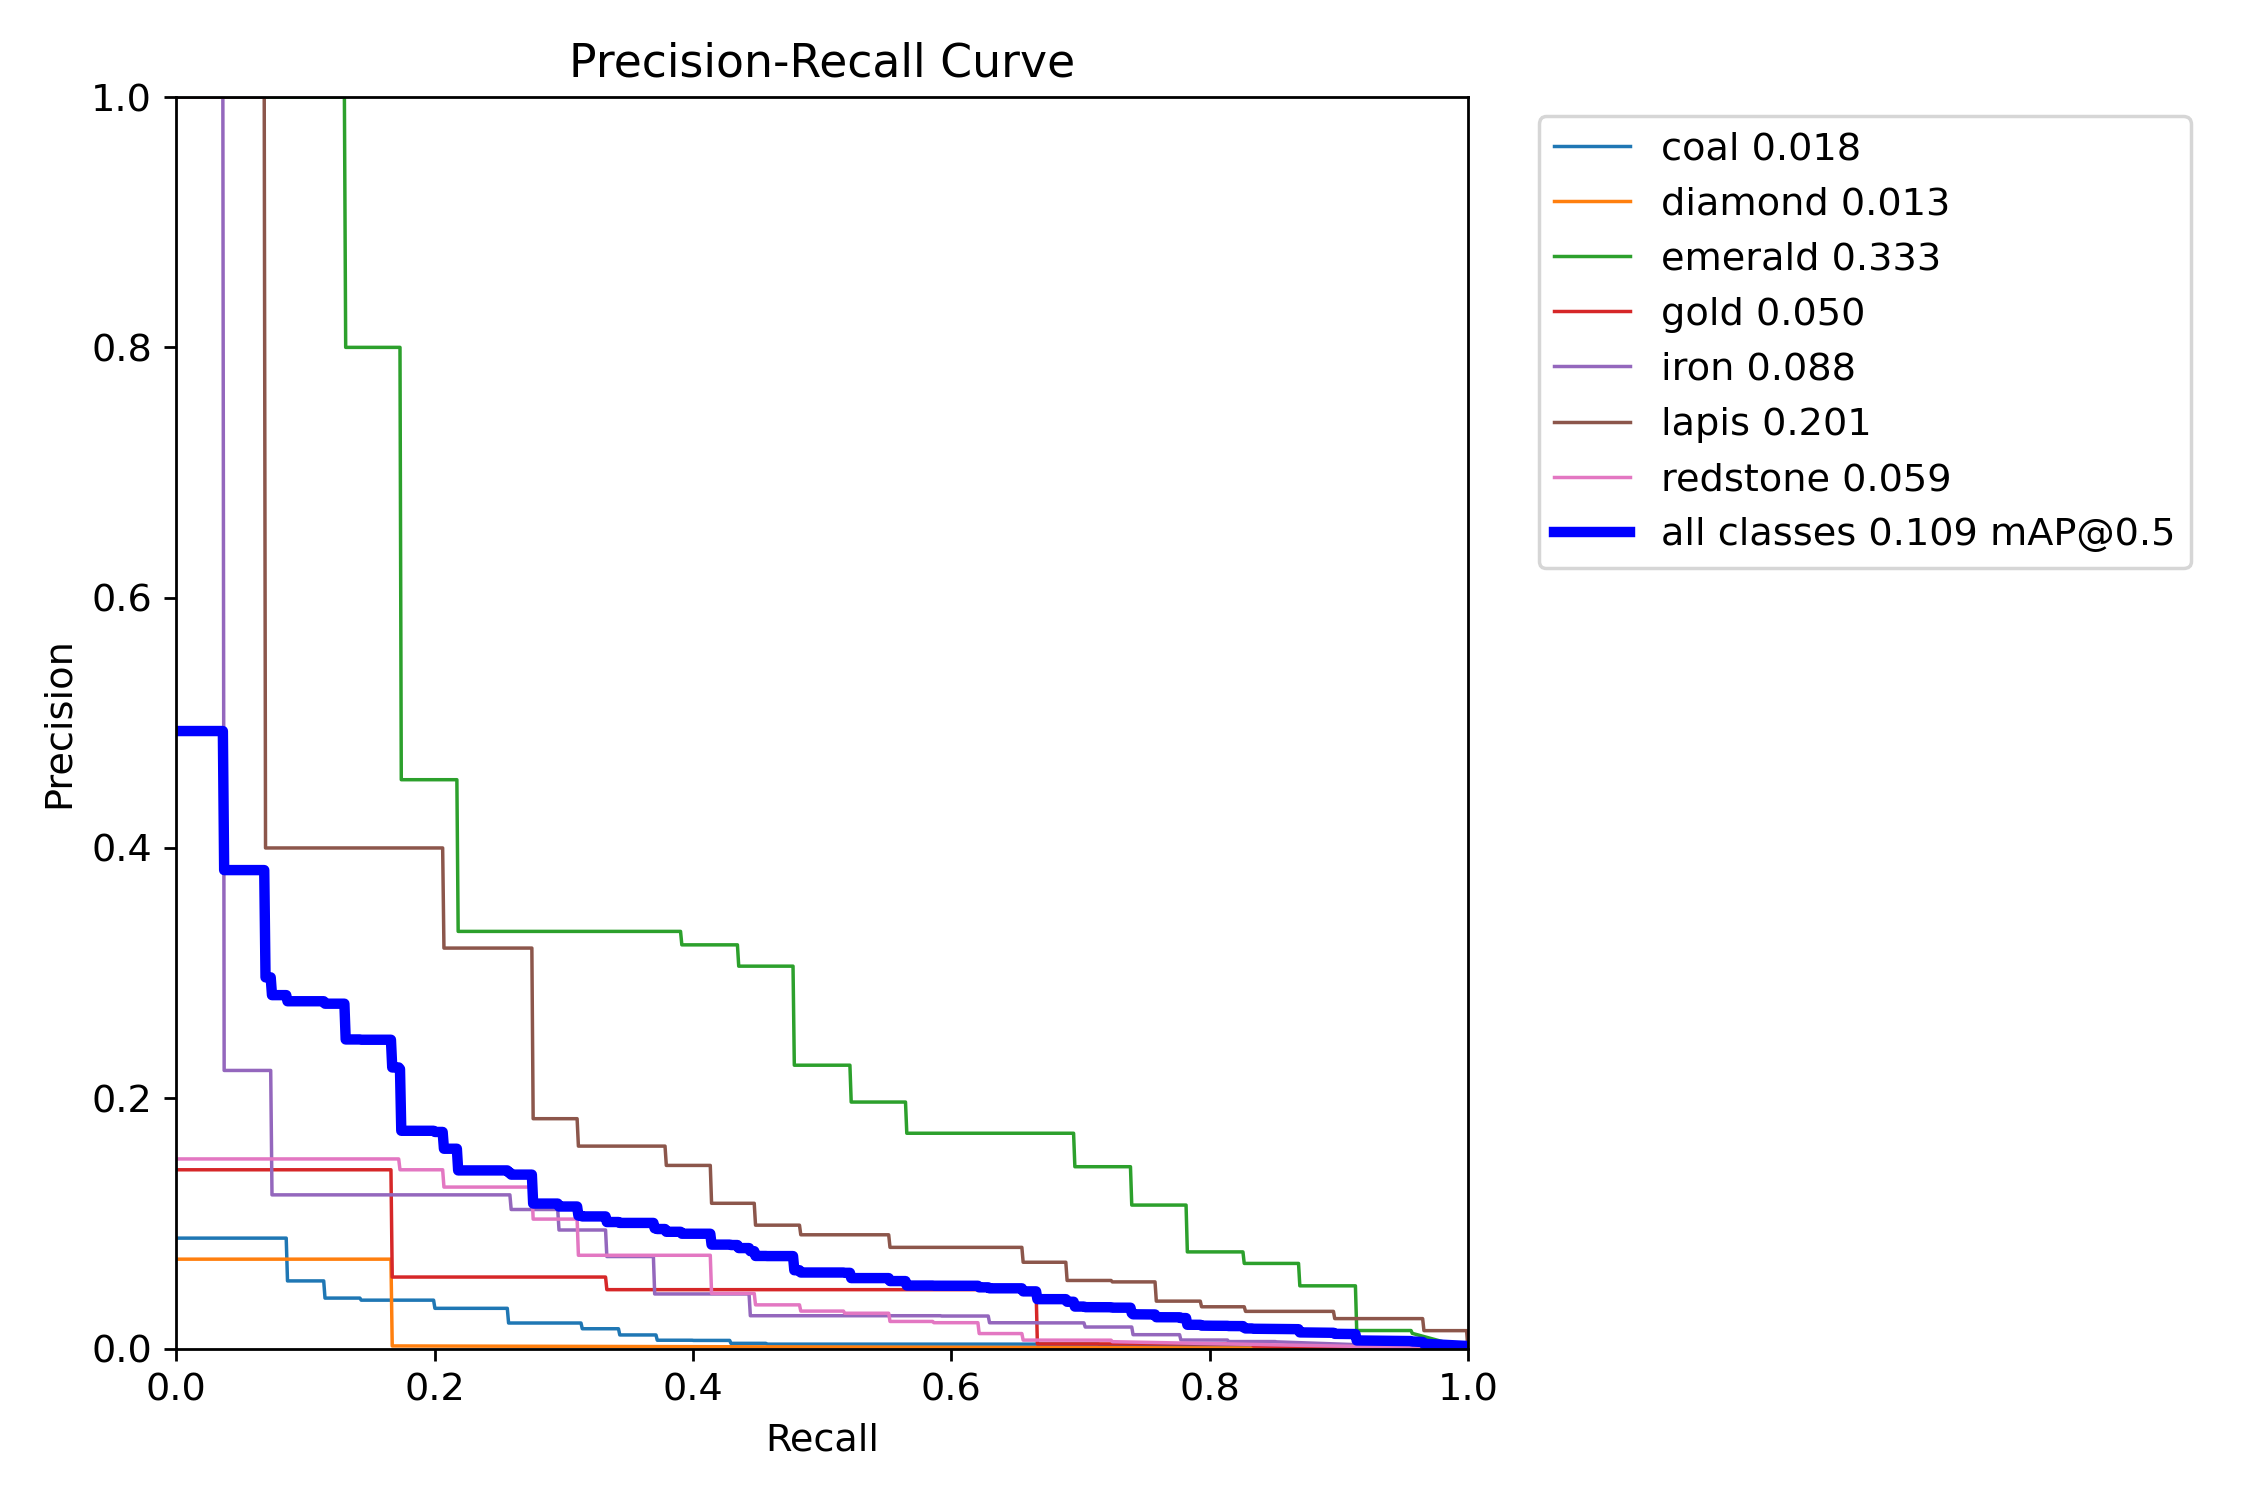 Precision-Recall Curve
1.0
0.8
0.6
0.4
0.2
0.0
Precision
0.0 0.2 0.4 0.6 0.8 1.0
Recall
coal 0.018
diamond 0.013
emerald 0.333
gold 0.050
iron 0.088
lapis 0.201
redstone 0.059
all classes 0.109 mAP@0.5